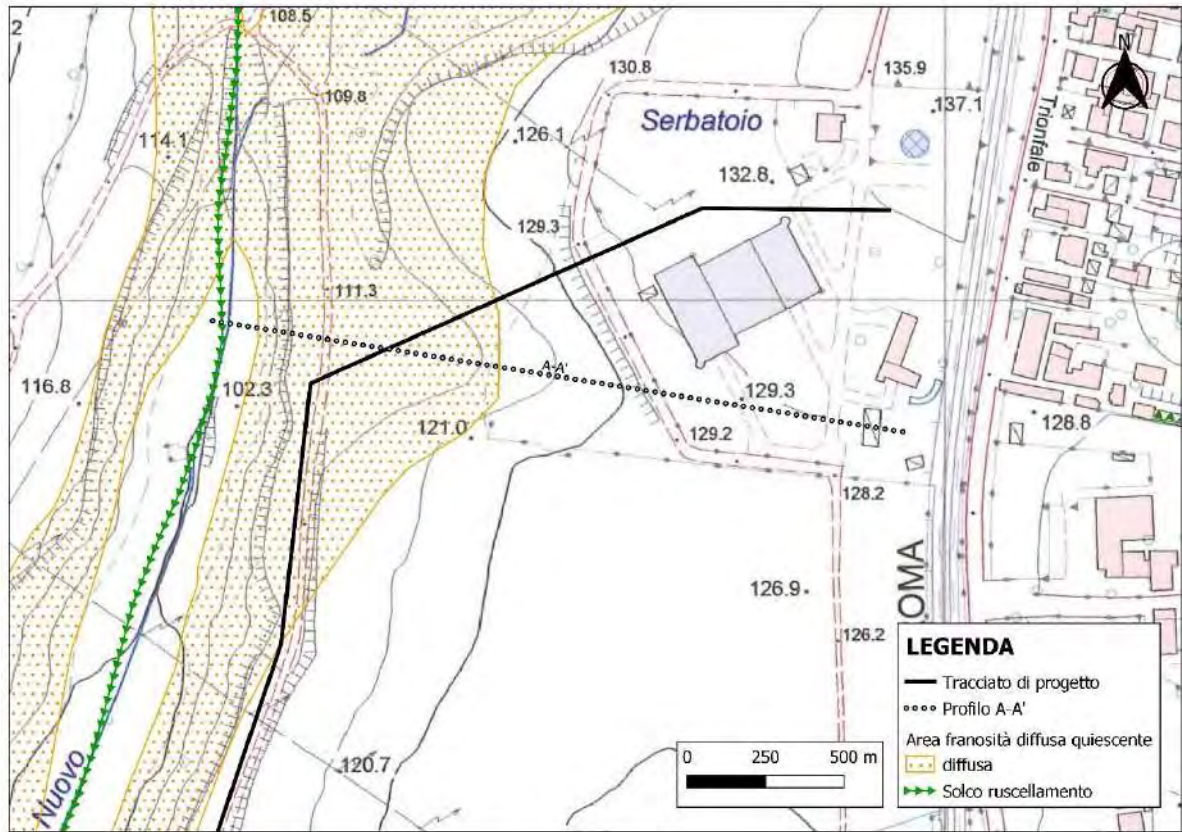 2
108.5
109.8
114.1
130.8
135.9
137.1
N
Serbatoio
126.1
132.8
Trionfale
129.3
111.3
116.8
102.3
A-A'
129.3
121.0
129.2
128.8
128.2
126.9
OMA
126.2
120.7
Nuovo
0 250 500 m
LEGENDA
Tracciato di progetto
Profilo A-A'
Area franosità diffusa quiescente
diffusa
Solco ruscellamento